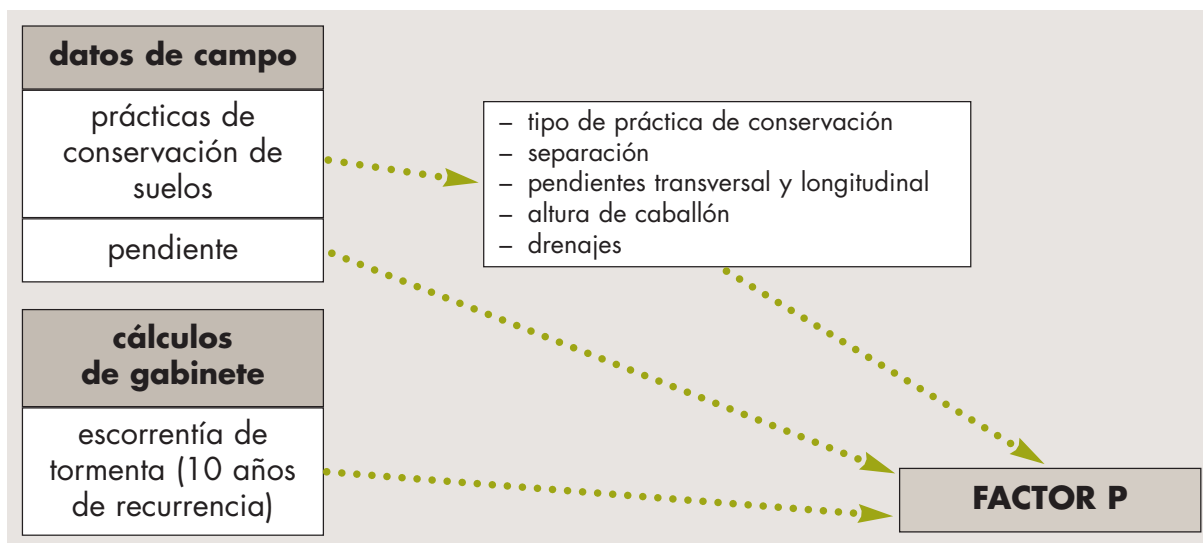 datos de campo
prácticas de
conservación de
suelos
pendiente
– tipo de práctica de conservación
– separación
– pendientes transversal y longitudinal
– altura de caballón
– drenajes
cálculos
de gabinete
escorrentía de
tormenta (10 años
de recurrencia)
FACTOR P